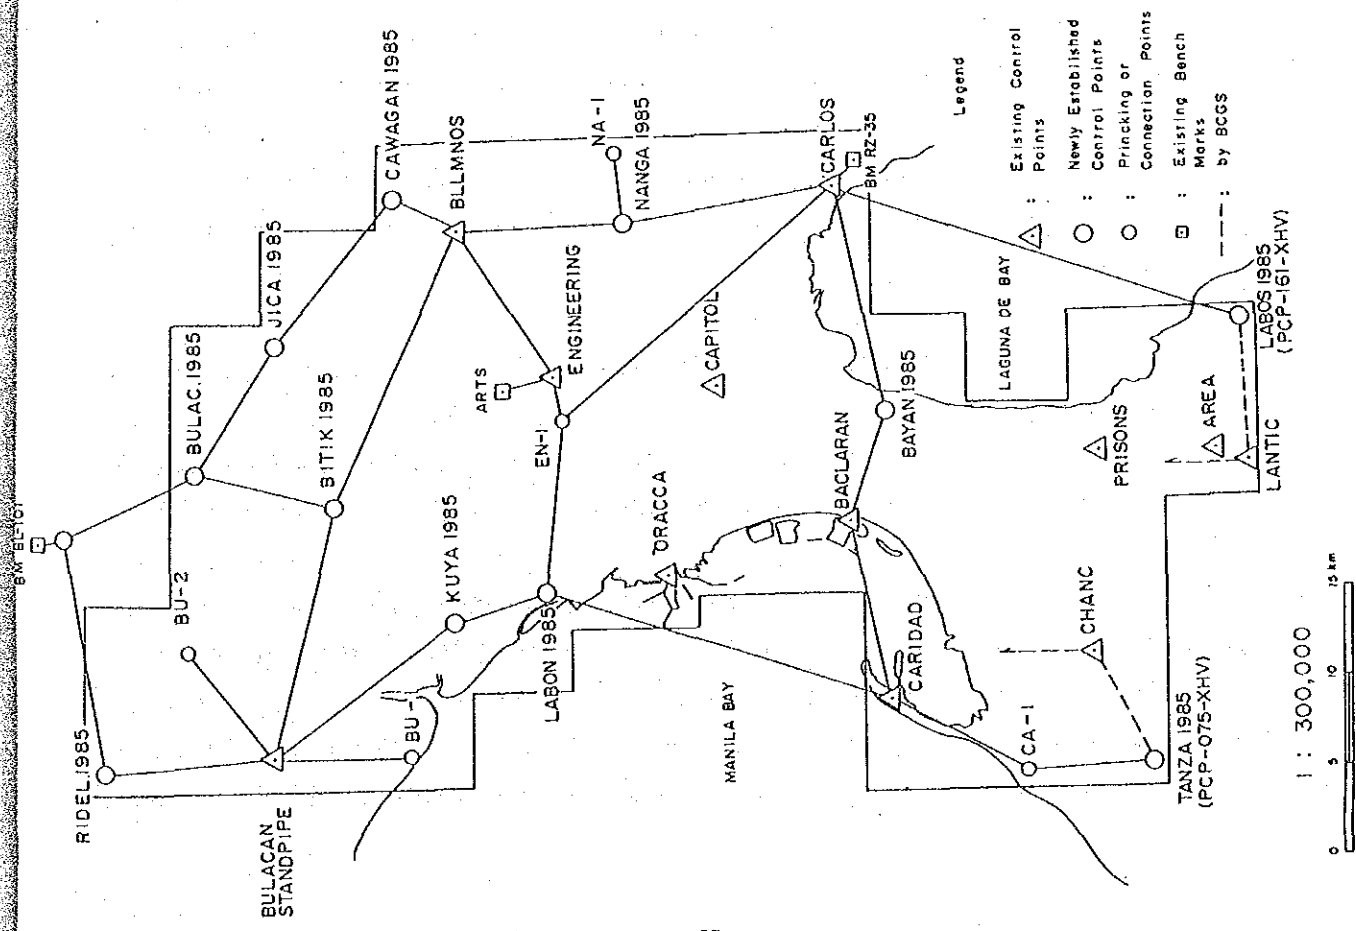 BM BL-101
CAWAGAN 1985
BULAC.1985
JICA.1985
BLLMNOS
NA-1
NANGA 1985
BU-2
BITIK 1985
ARTS
ENGINEERING
RIDEL.1985
KUYA 1985
EN-1
CAPITOL
CARLOS
BM RZ-35
BULACAN
STANDPIPE
LABON 1985
ORACCA
BACLARAN
BAYAN 1985
LAGUNA DE BAY
MANILA BAY
CARIDAD
PRISONS
AREA
LANTIC
LABOS 1985
(PCP-161-XHV)
CHANC
CA-1
TANZA 1985
(PCP-075-XHV)
Legend
: Existing Control
Points
: Newly Established
Control Points
: Princking or
Connection Points
: Existing Bench
Marks
: by BCGS
1 : 300,000
0 5 10 15 km